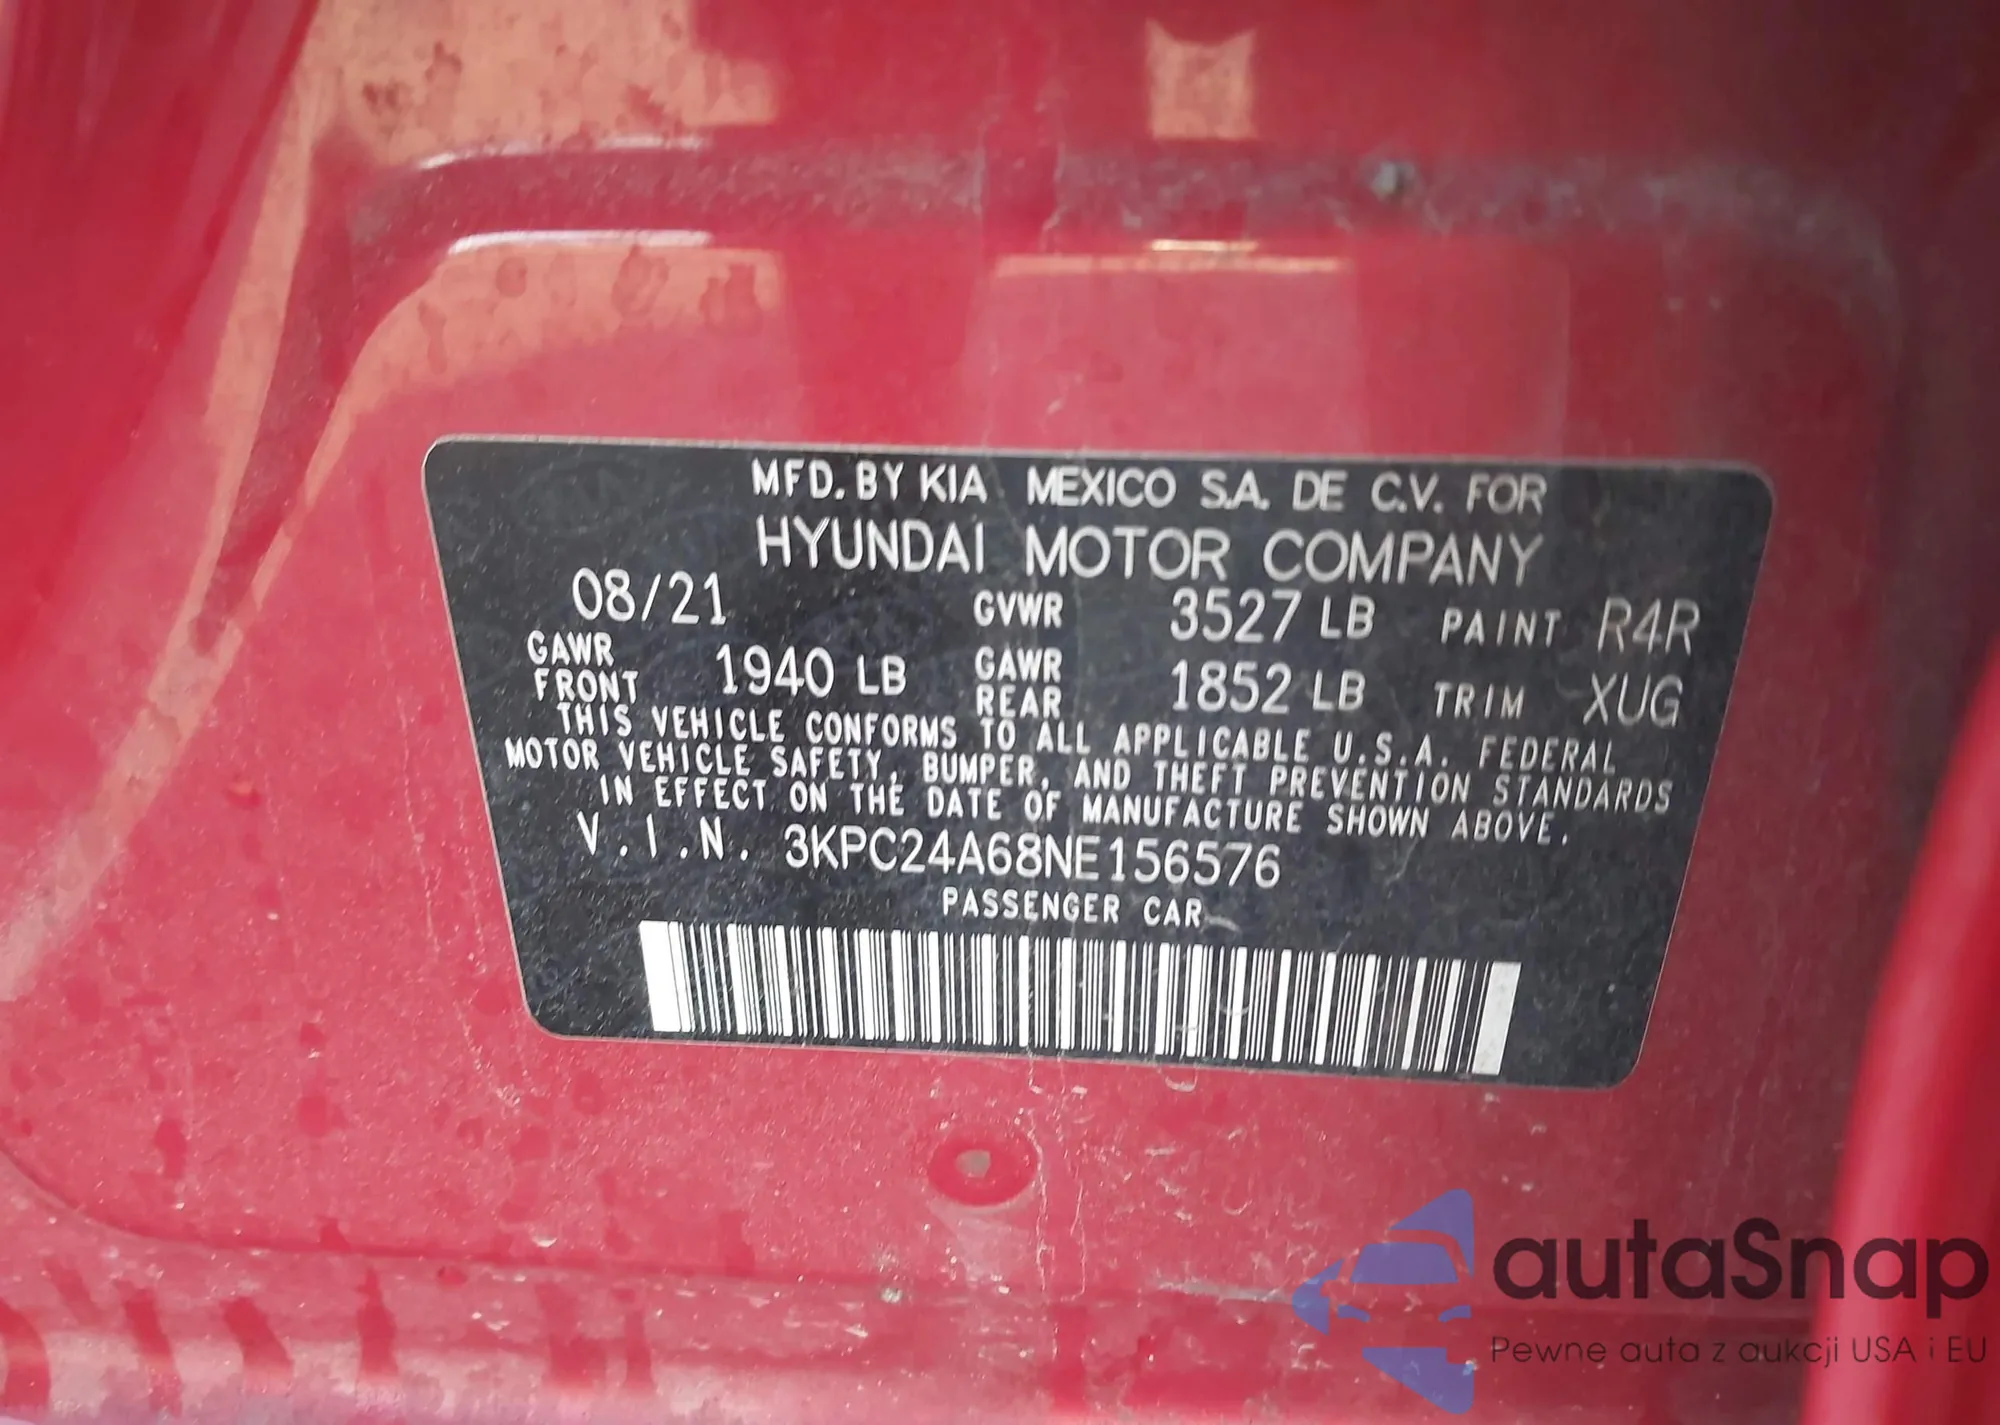 MFD. BY KIA MEXICO S.A. DE C.V. FOR
HYUNDAI MOTOR COMPANY
08/21 GVWR 3527 LB PAINT R4R
GAWR FRONT 1940 LB GAWR REAR 1852 LB TRIM XUG
THIS VEHICLE CONFORMS TO ALL APPLICABLE U.S.A. FEDERAL
MOTOR VEHICLE SAFETY, BUMPER, AND THEFT PREVENTION STANDARDS
IN EFFECT ON THE DATE OF MANUFACTURE SHOWN ABOVE.
V.I.N. 3KPC24A68NE156576
PASSENGER CAR
autaSnap
Pewne auta z aukcji USA i EU